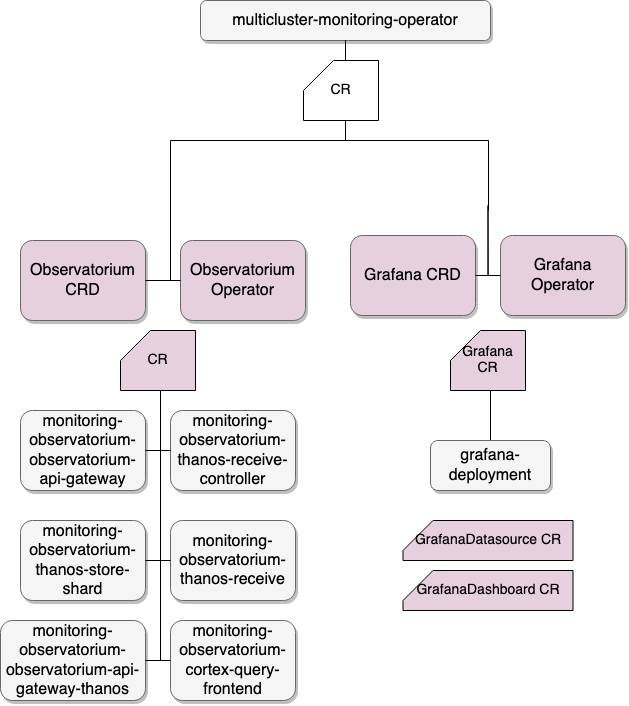 multicluster-monitoring-operator
CR
Observatorium
CRD
Observatorium
Operator
Grafana CRD
Grafana
Operator
CR
Grafana
CR
monitoring-
observatorium-
observatorium-
api-gateway
monitoring-
observatorium-
thanos-receive-
controller
grafana-
deployment
monitoring-
observatorium-
thanos-store-
shard
monitoring-
observatorium-
thanos-receive
GrafanaDatasource CR
GrafanaDashboard CR
monitoring-
observatorium-
observatorium-api-
gateway-thanos
monitoring-
observatorium-
cortex-query-
frontend